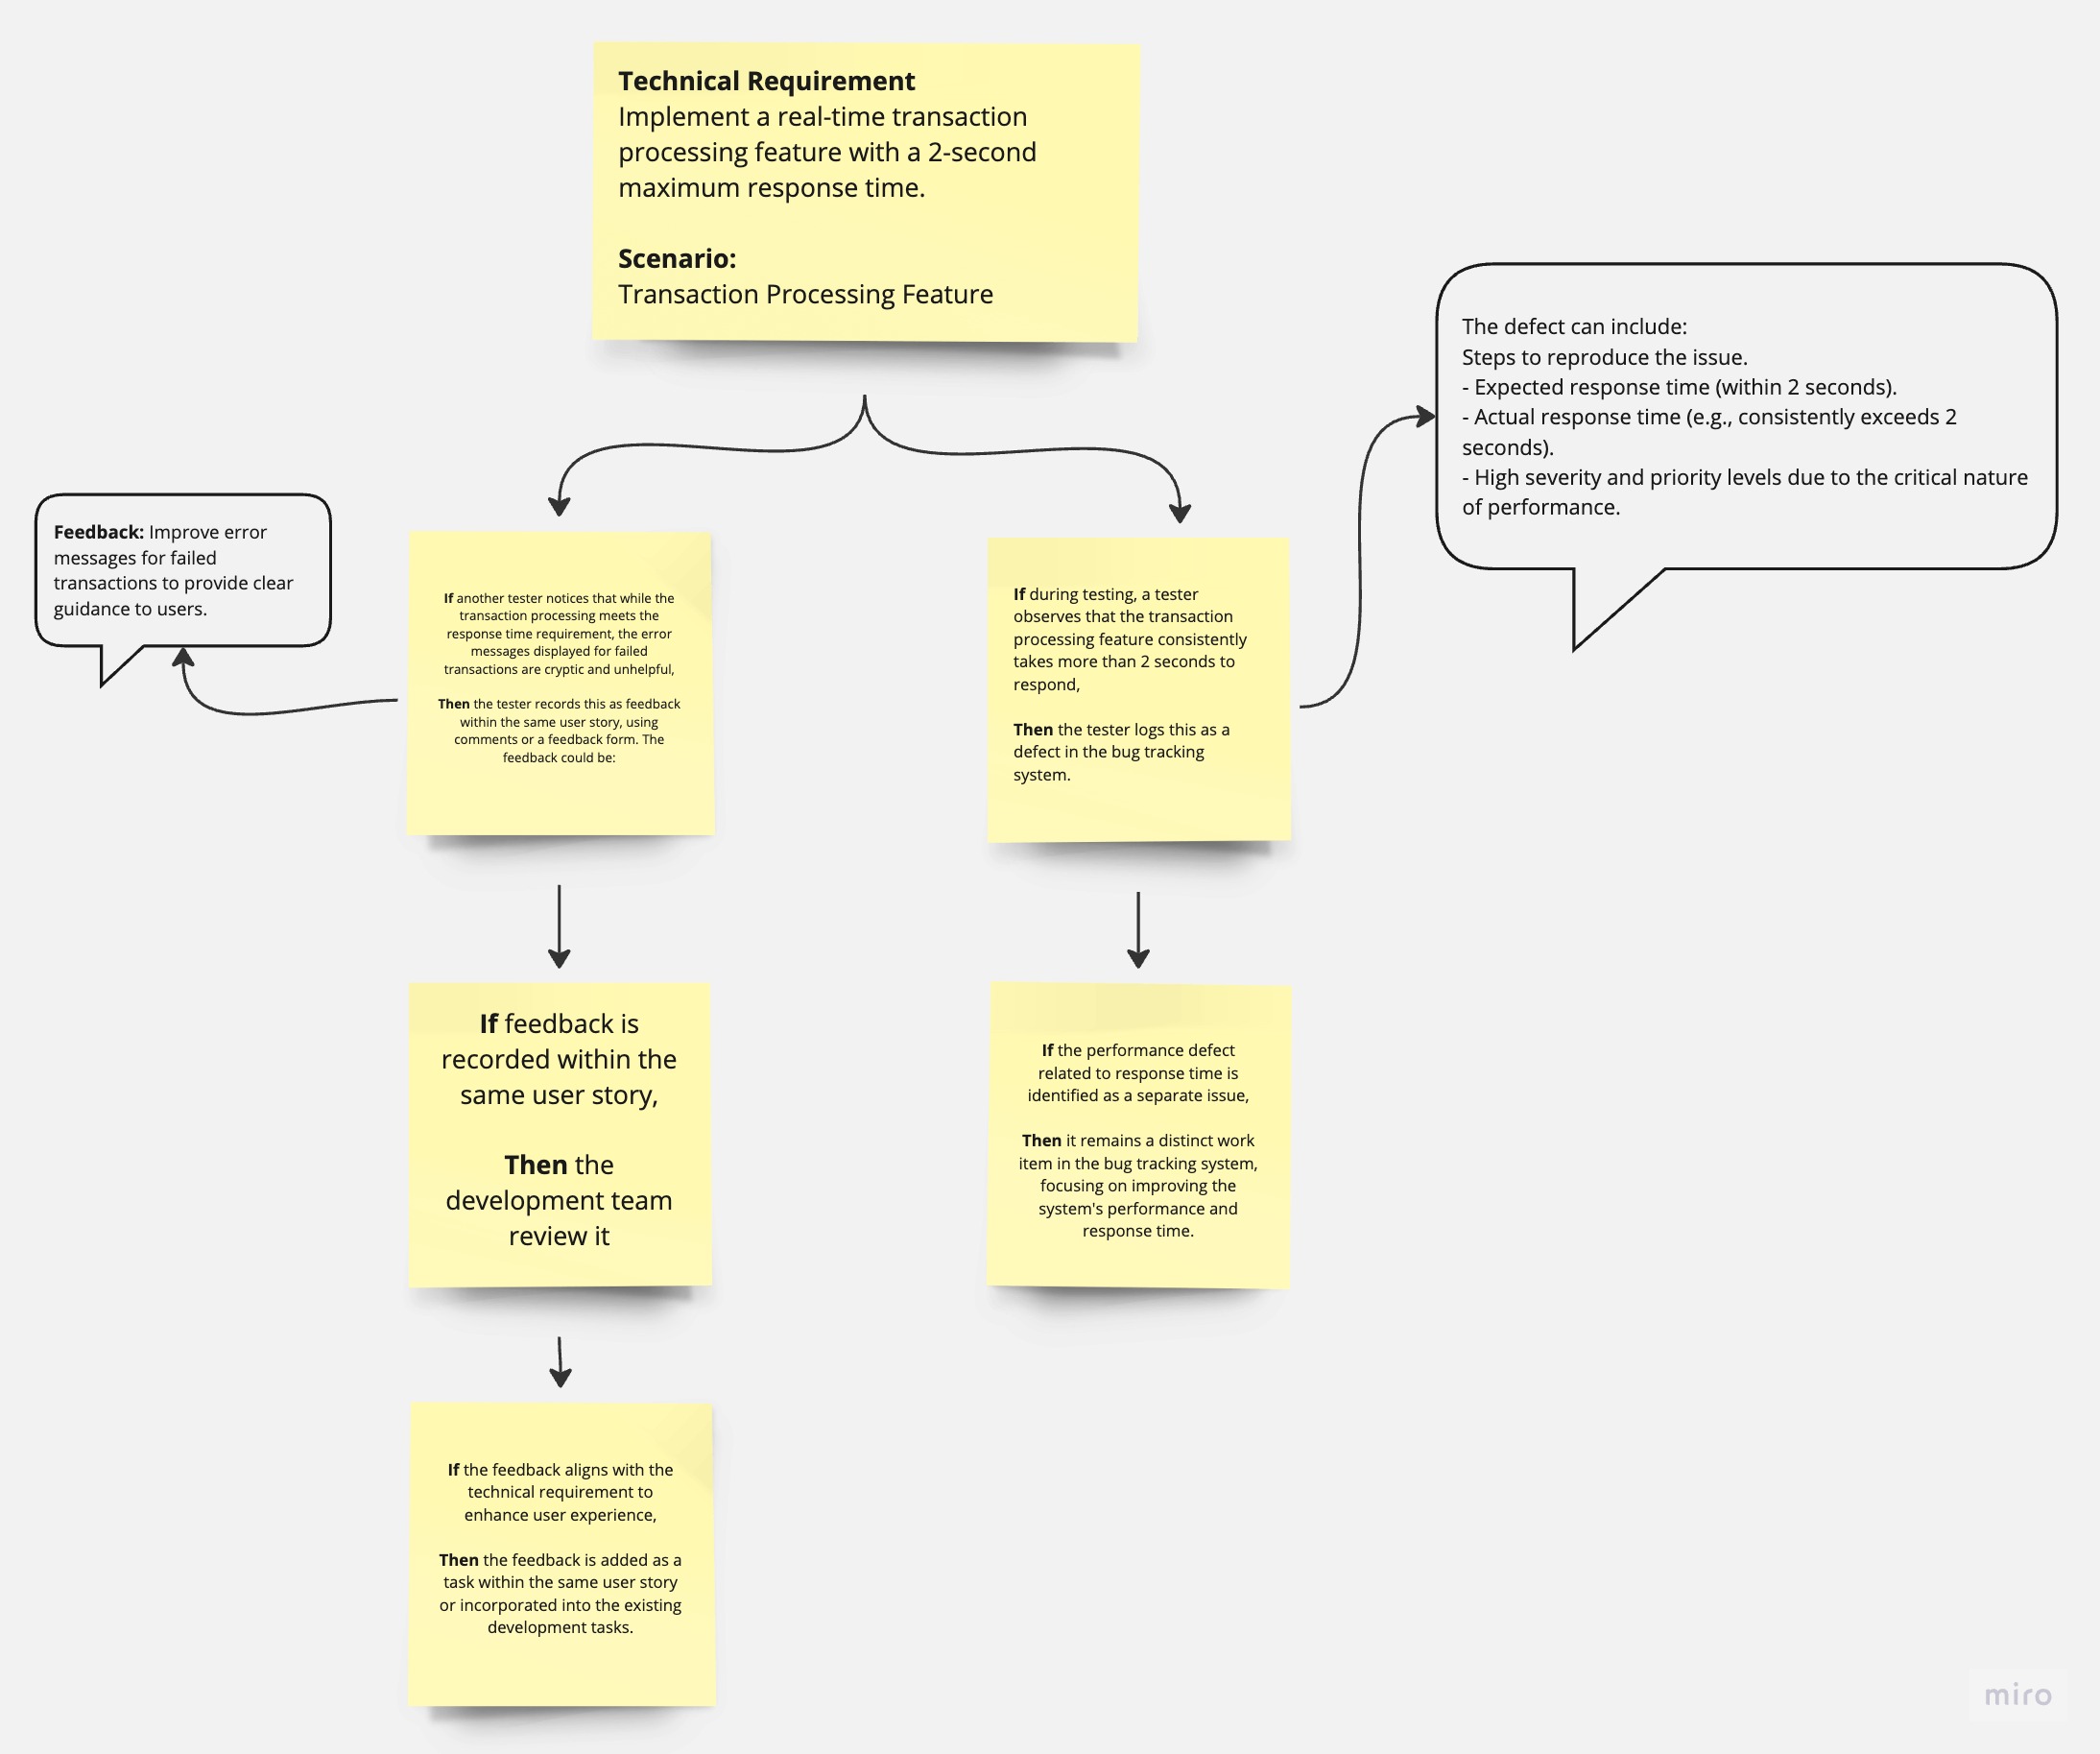 Technical Requirement
Implement a real-time transaction
processing feature with a 2-second
maximum response time.
Scenario:
Transaction Processing Feature
The defect can include:
Steps to reproduce the issue.
- Expected response time (within 2 seconds).
- Actual response time (e.g., consistently exceeds 2
seconds).
- High severity and priority levels due to the critical nature
of performance.
Feedback: Improve error
messages for failed
transactions to provide clear
guidance to users.
If another tester notices that while the
transaction processing meets the
response time requirement, the error
messages displayed for failed
transactions are cryptic and unhelpful,
Then the tester records this as feedback
within the same user story, using
comments or a feedback form. The
feedback could be:
If during testing, a tester
observes that the transaction
processing feature consistently
takes more than 2 seconds to
respond,
Then the tester logs this as a
defect in the bug tracking
system.
If feedback is
recorded within the
same user story,
Then the
development team
review it
If the performance defect
related to response time is
identified as a separate issue,
Then it remains a distinct work
item in the bug tracking system,
focusing on improving the
system's performance and
response time.
If the feedback aligns with the
technical requirement to
enhance user experience,
Then the feedback is added as a
task within the same user story
or incorporated into the existing
development tasks.
miro